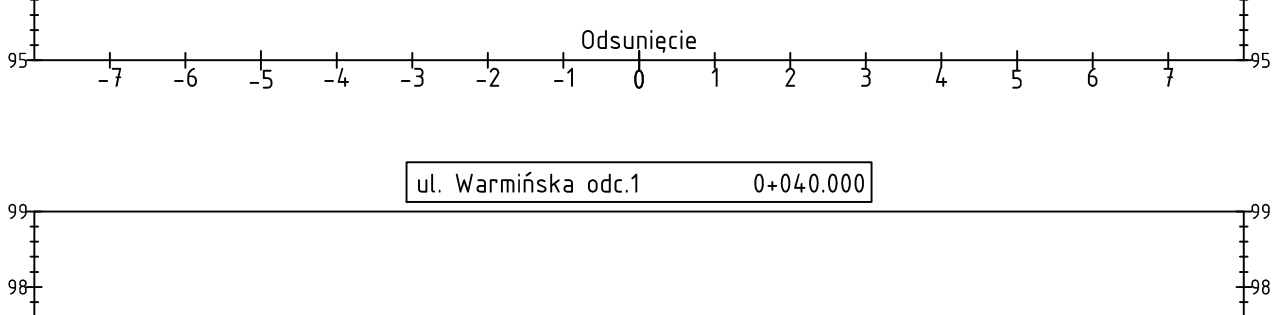 Odsunięcie
95 95
-7 -6 -5 -4 -3 -2 -1 0 1 2 3 4 5 6 7
ul. Warmińska odc.1 0+040.000
99 99
98 98